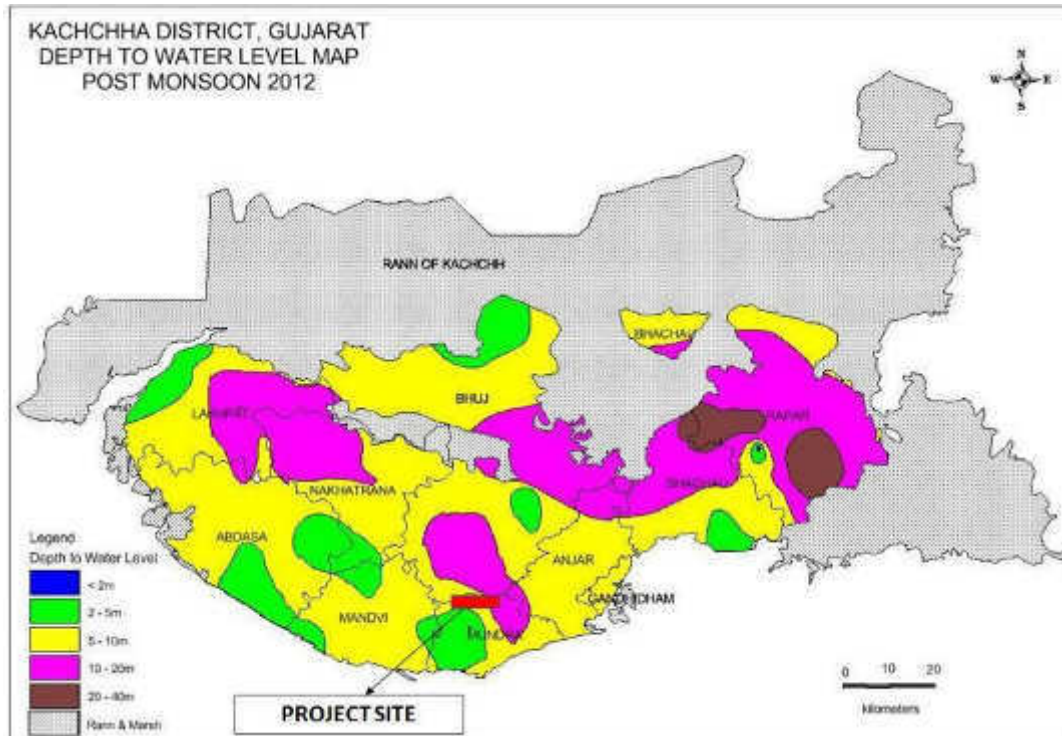 KACHCHHA DISTRICT, GUJARAT
DEPTH TO WATER LEVEL MAP
POST MONSOON 2012
N
W E
S
RANN OF KACHCHH
BHACHAU
BHUJ
RAPAR
BHACHAU
NAKHATRANA
ABDASA
ANJAR
GANDHIDHAM
MANDVI
MUNDRA
Legend
Depth to Water Level
< 2m
2 - 5m
5 - 10m
10 - 20m
20 - 40m
Rann & Marsh
0 10 20
kilometers
PROJECT SITE